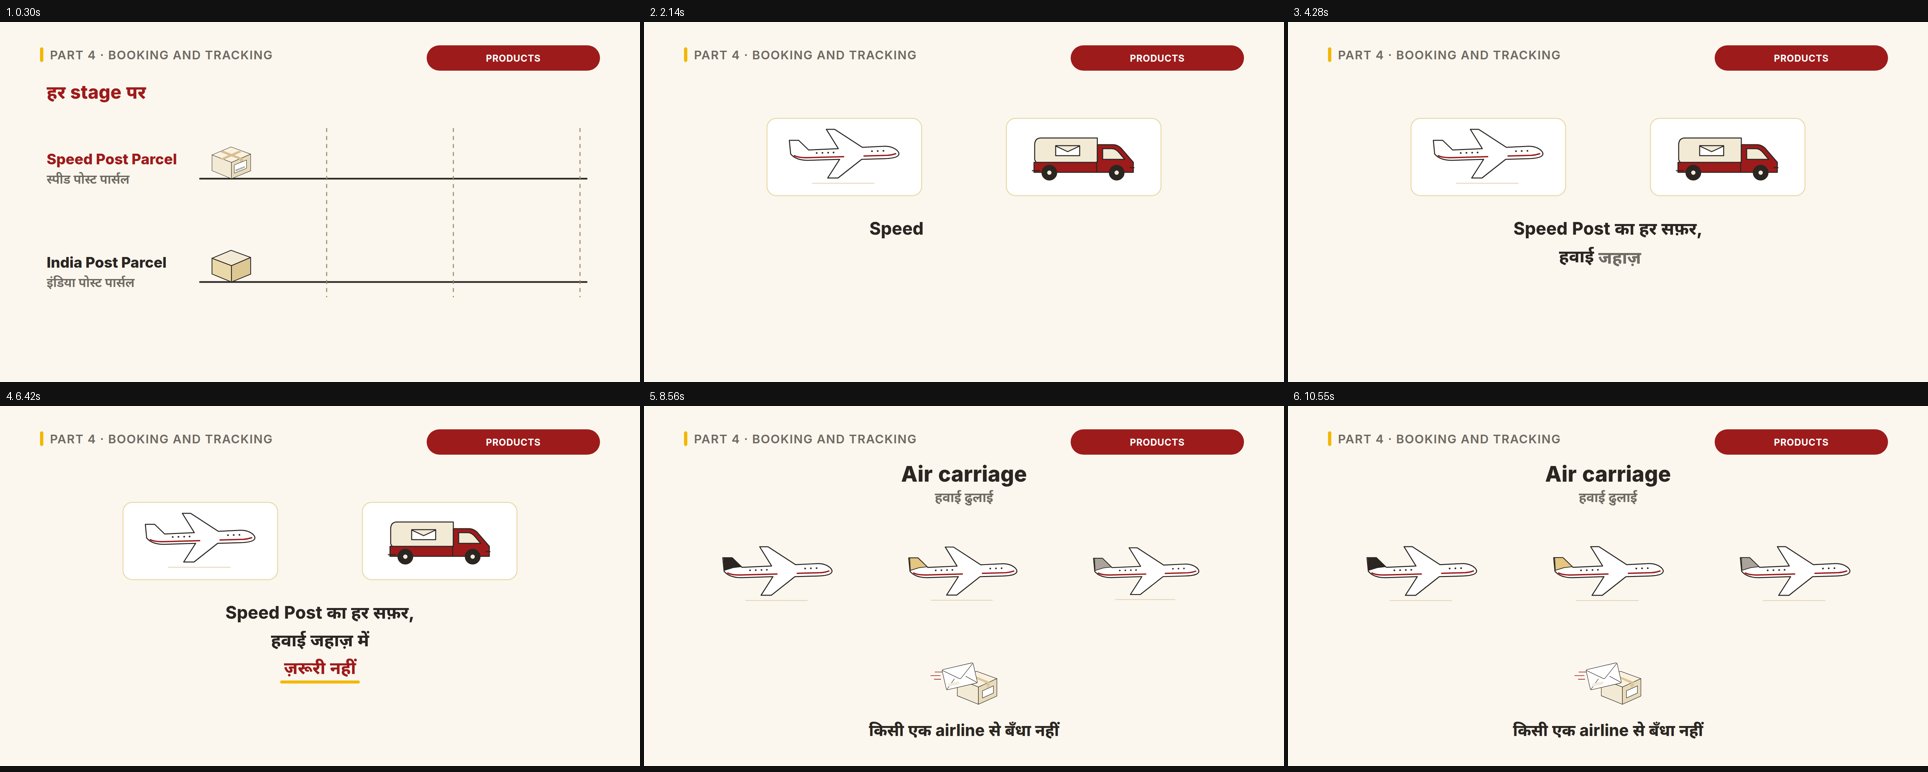 1. 0.30s
PART 4 · BOOKING AND TRACKING
PRODUCTS
हर stage पर
Speed Post Parcel
स्पीड पोस्ट पार्सल
India Post Parcel
इंडिया पोस्ट पार्सल
2. 2.14s
PART 4 · BOOKING AND TRACKING
PRODUCTS
Speed
3. 4.28s
PART 4 · BOOKING AND TRACKING
PRODUCTS
Speed Post का हर सफ़र,
हवाई जहाज़
4. 6.42s
PART 4 · BOOKING AND TRACKING
PRODUCTS
Speed Post का हर सफ़र,
हवाई जहाज़ में
ज़रूरी नहीं
5. 8.56s
PART 4 · BOOKING AND TRACKING
PRODUCTS
Air carriage
हवाई ढुलाई
किसी एक airline से बँधा नहीं
6. 10.55s
PART 4 · BOOKING AND TRACKING
PRODUCTS
Air carriage
हवाई ढुलाई
किसी एक airline से बँधा नहीं